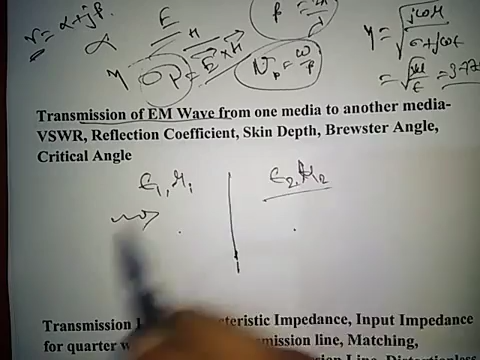 γ = α + jβ
α
E
H
η
P = E × H
β =
Vp = ω/β
η = √ jωμ / σ + jωε
= √ μ/ε = 377
Transmission of EM Wave from one media to another media-
VSWR, Reflection Coefficient, Skin Depth, Brewster Angle,
Critical Angle
ε1, μ1 ε2 μ2
Transmission Characteristic Impedance, Input Impedance
for quarter Transmission line, Matching,
Line, Distortionless